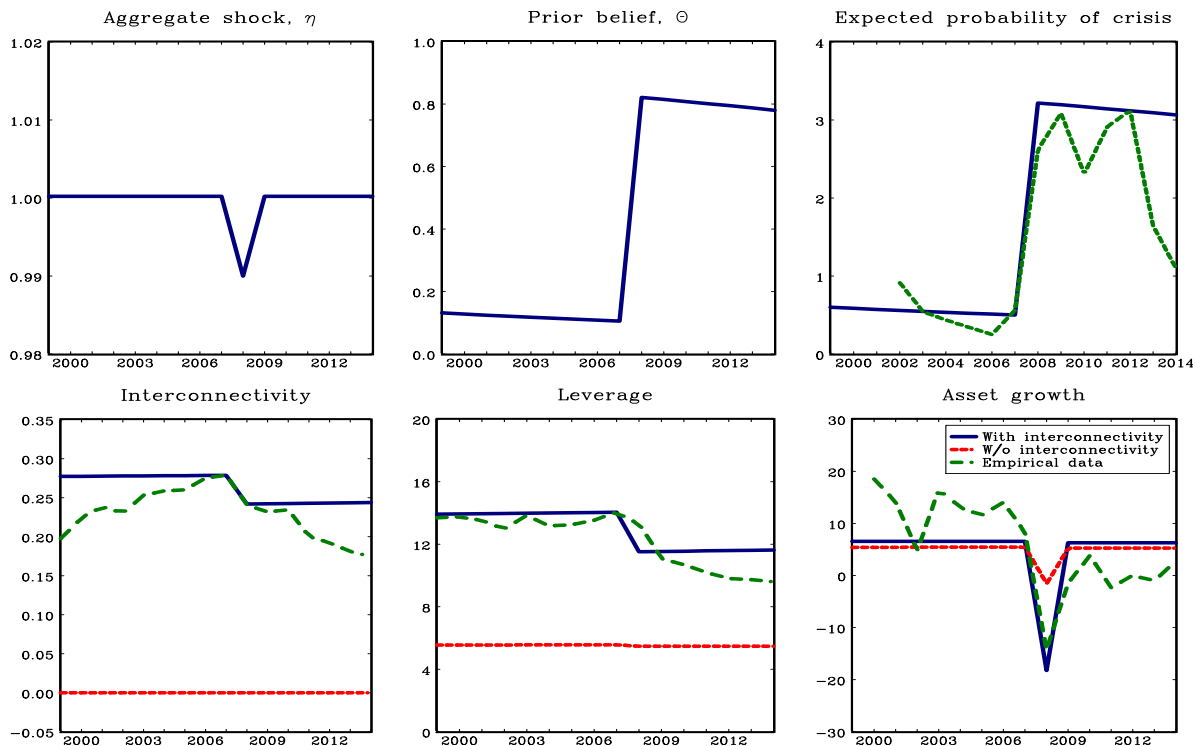 Aggregate shock, η
1.02
1.01
1.00
0.99
0.98
2000 2003 2006 2009 2012
Prior belief, Θ
1.0
0.8
0.6
0.4
0.2
0.0
2000 2003 2006 2009 2012
Expected probability of crisis
4
3
2
1
0
2000 2002 2004 2006 2008 2010 2012 2014
Interconnectivity
0.35
0.30
0.25
0.20
0.15
0.10
0.05
0.00
−0.05
2000 2003 2006 2009 2012
Leverage
20
16
12
8
4
0
2000 2003 2006 2009 2012
Asset growth
30
20
10
0
−10
−20
−30
2000 2003 2006 2009 2012
With interconnectivity
W/o interconnectivity
Empirical data